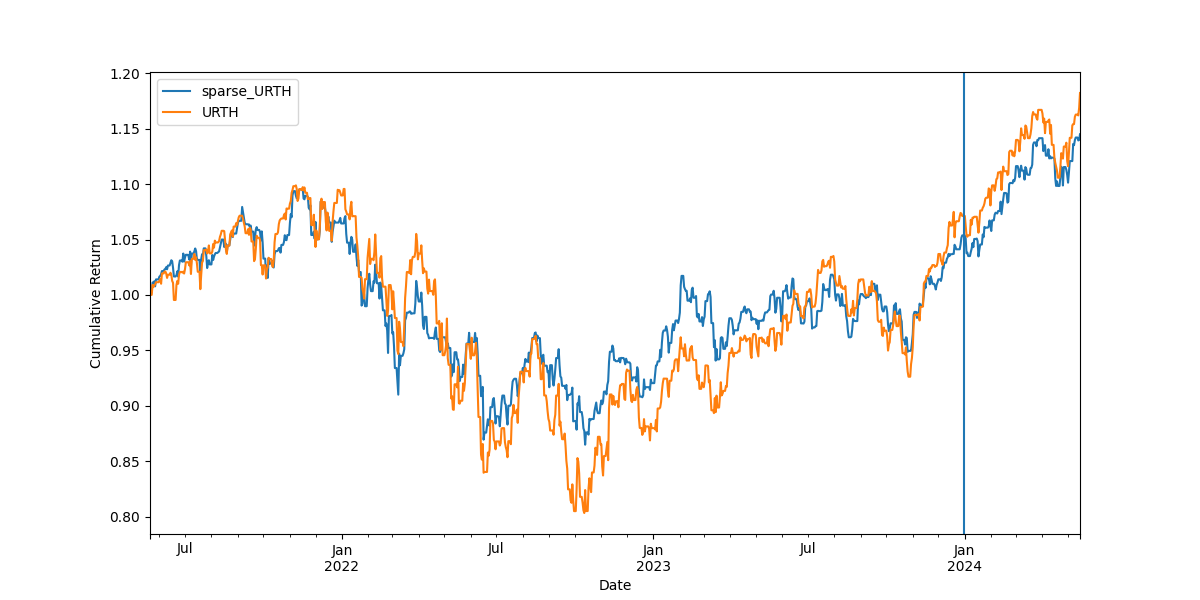 1.20
1.15
1.10
1.05
1.00
0.95
0.90
0.85
0.80
Cumulative Return
sparse_URTH
URTH
Jul
Jan
2022
Jul
Jan
2023
Jul
Jan
2024
Date